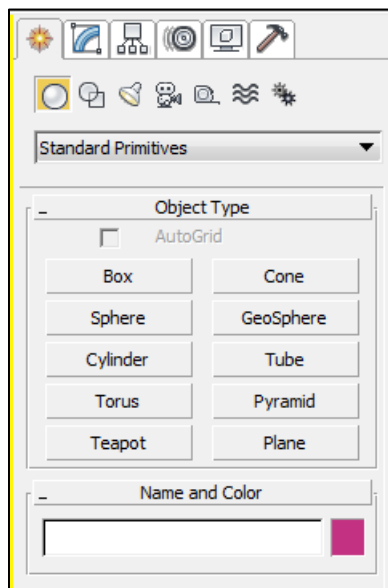 Standard Primitives
Object Type
AutoGrid
Box Cone
Sphere GeoSphere
Cylinder Tube
Torus Pyramid
Teapot Plane
Name and Color